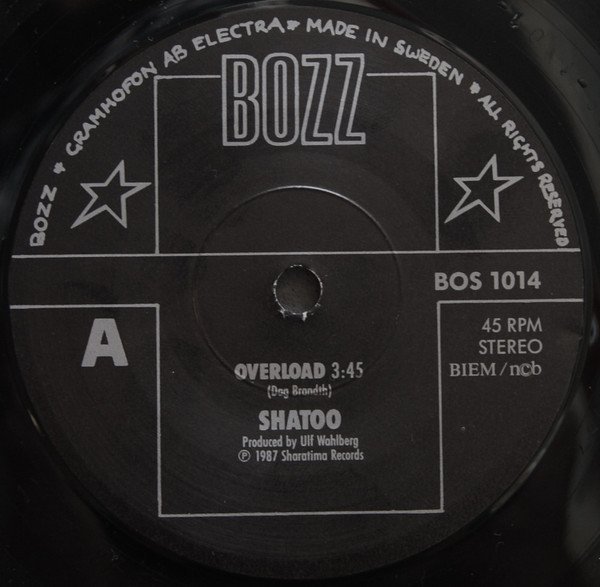 BOZZ * GRAMMOFON AB ELECTRA * MADE IN SWEDEN * ALL RIGHTS RESERVED
BOZZ
BOS 1014
A
45 RPM
STEREO
BIEM/ncb
OVERLOAD 3:45
(Dag Brandth)
SHATOO
Produced by Ulf Wahlberg
℗ 1987 Sharatima Records